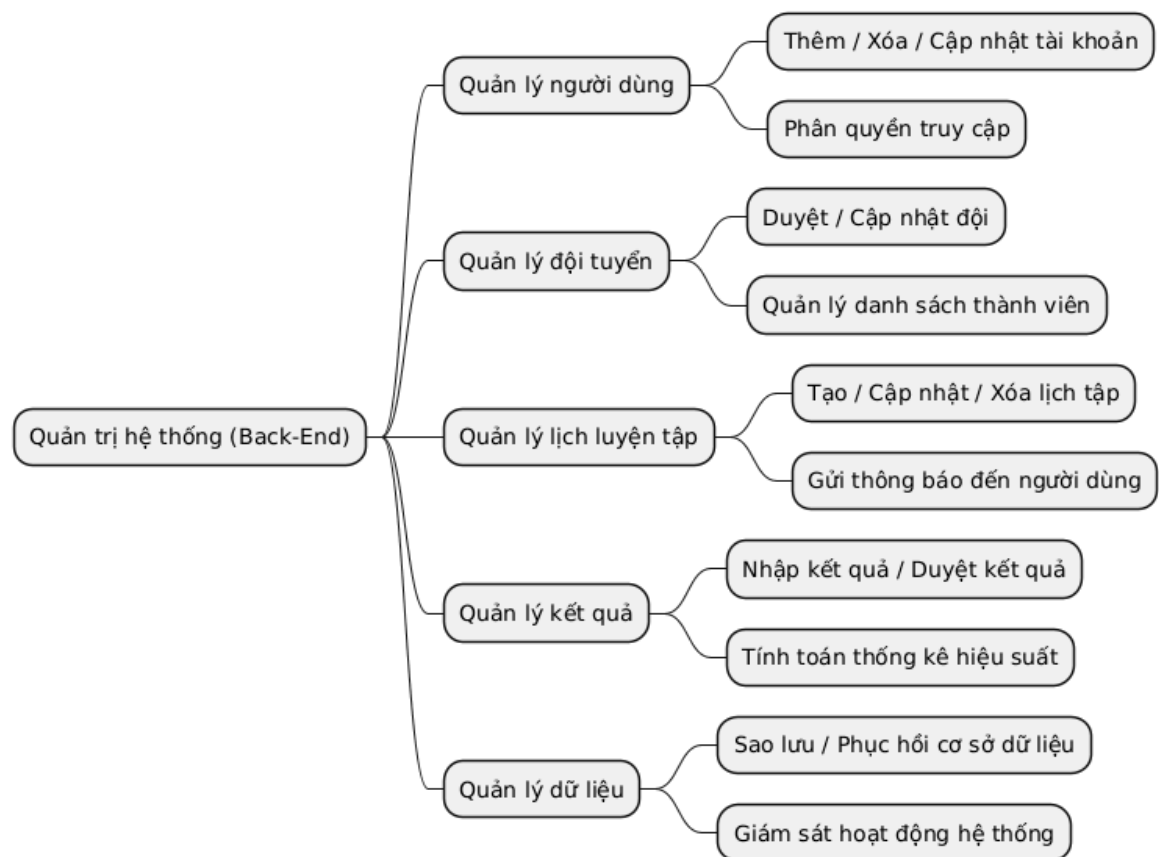 Quản trị hệ thống (Back-End)
Quản lý người dùng
Thêm / Xóa / Cập nhật tài khoản
Phân quyền truy cập
Quản lý đội tuyển
Duyệt / Cập nhật đội
Quản lý danh sách thành viên
Quản lý lịch luyện tập
Tạo / Cập nhật / Xóa lịch tập
Gửi thông báo đến người dùng
Quản lý kết quả
Nhập kết quả / Duyệt kết quả
Tính toán thống kê hiệu suất
Quản lý dữ liệu
Sao lưu / Phục hồi cơ sở dữ liệu
Giám sát hoạt động hệ thống